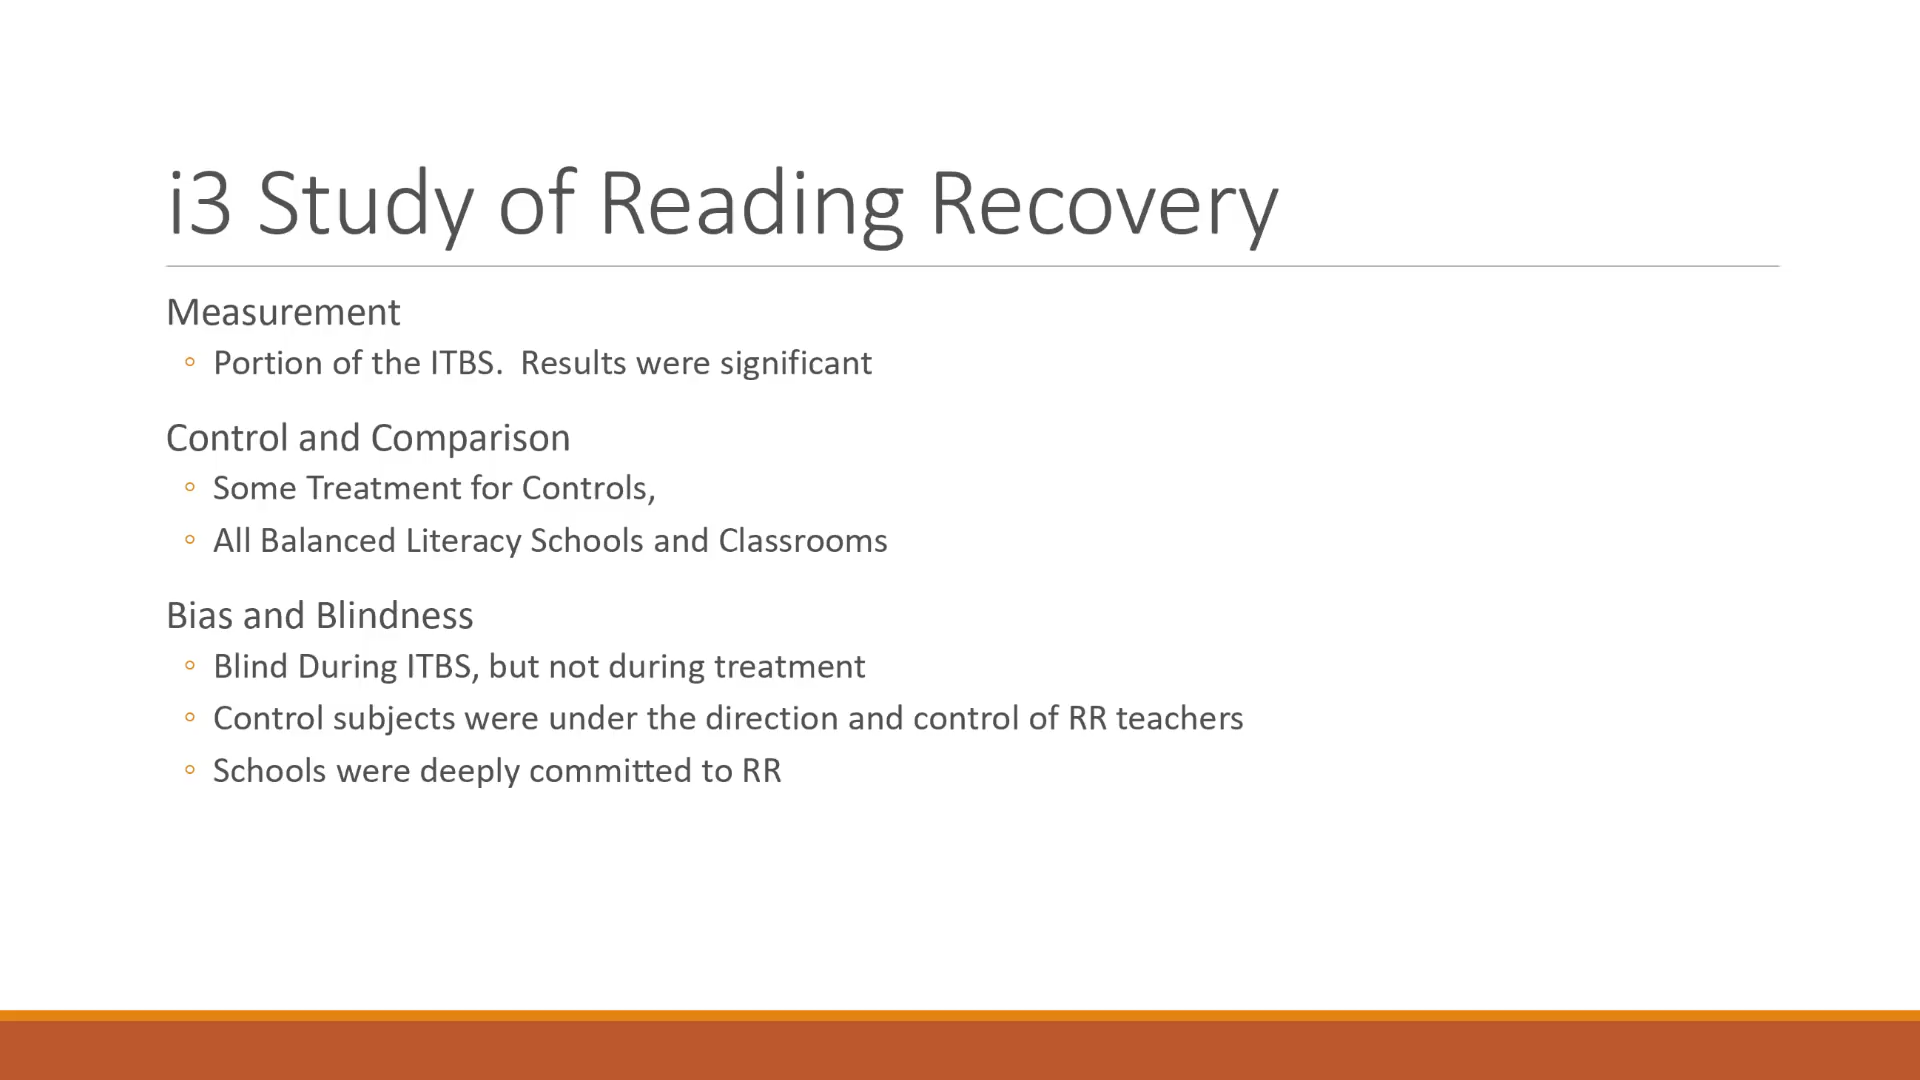 i3 Study of Reading Recovery
Measurement
◦ Portion of the ITBS.  Results were significant
Control and Comparison
◦ Some Treatment for Controls,
◦ All Balanced Literacy Schools and Classrooms
Bias and Blindness
◦ Blind During ITBS, but not during treatment
◦ Control subjects were under the direction and control of RR teachers
◦ Schools were deeply committed to RR